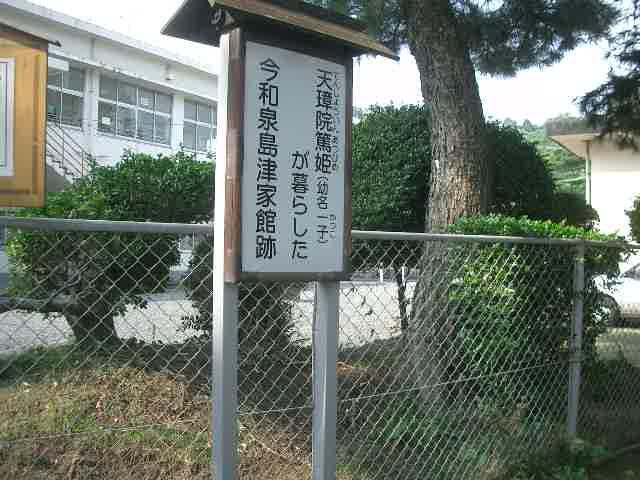 天璋院篤姫(幼名 一子)
が暮らした
今和泉島津家館跡